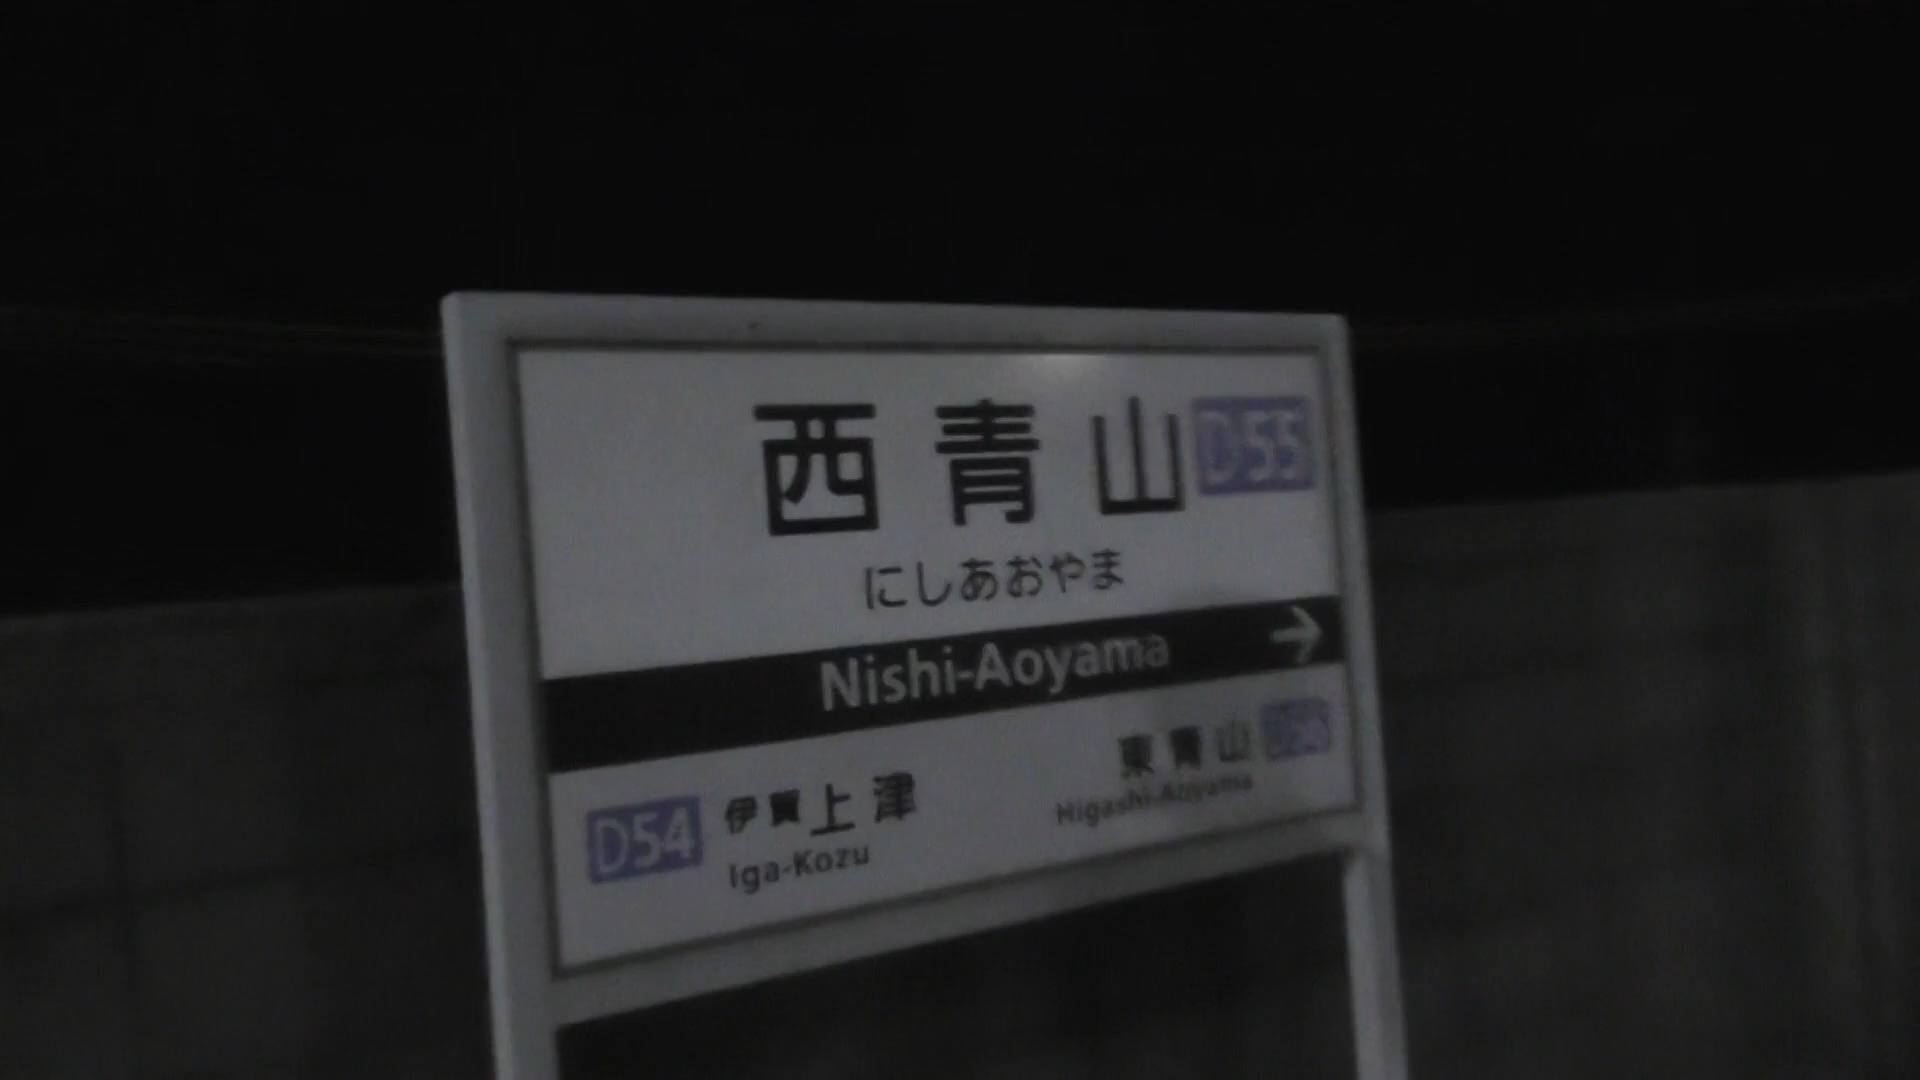 西青山 D55
にしあおやま
Nishi-Aoyama →
D54 伊賀上津
Iga-Kozu
東青山
Higashi-Aoyama